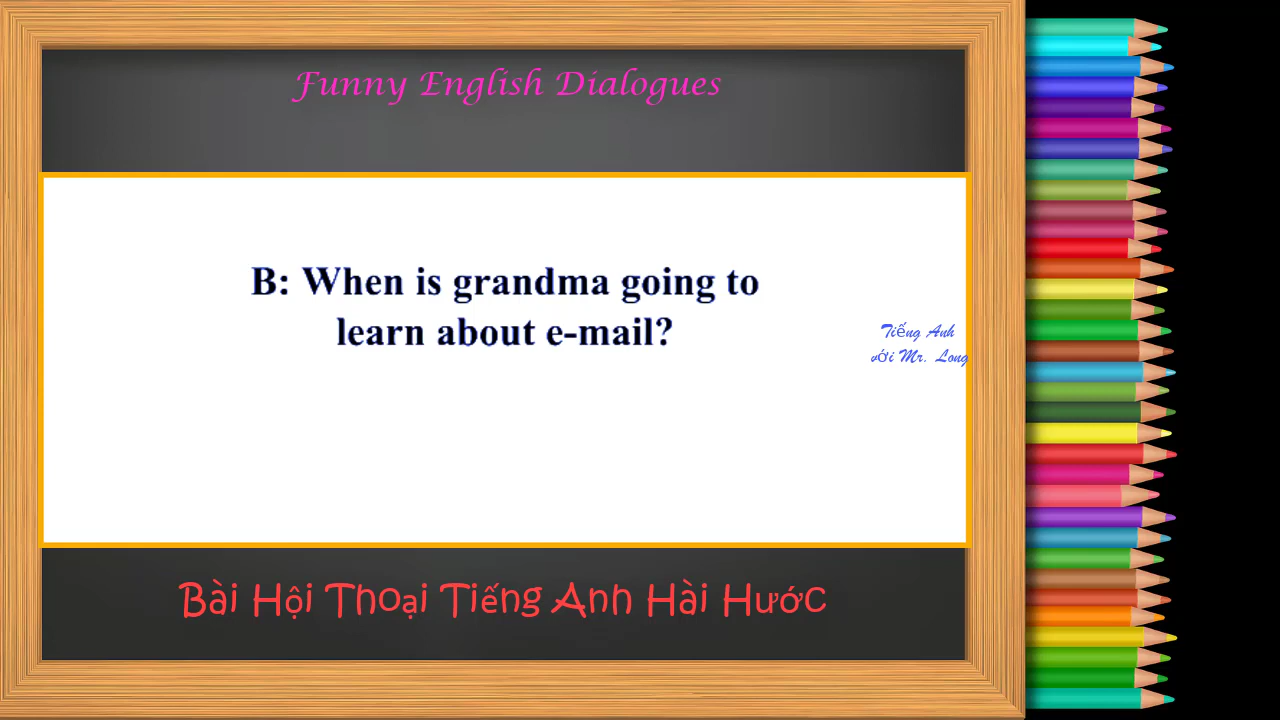 Funny English Dialogues
B: When is grandma going to
learn about e-mail?
Tiếng Anh
với Mr. Long
Bài Hội Thoại Tiếng Anh Hài Hước